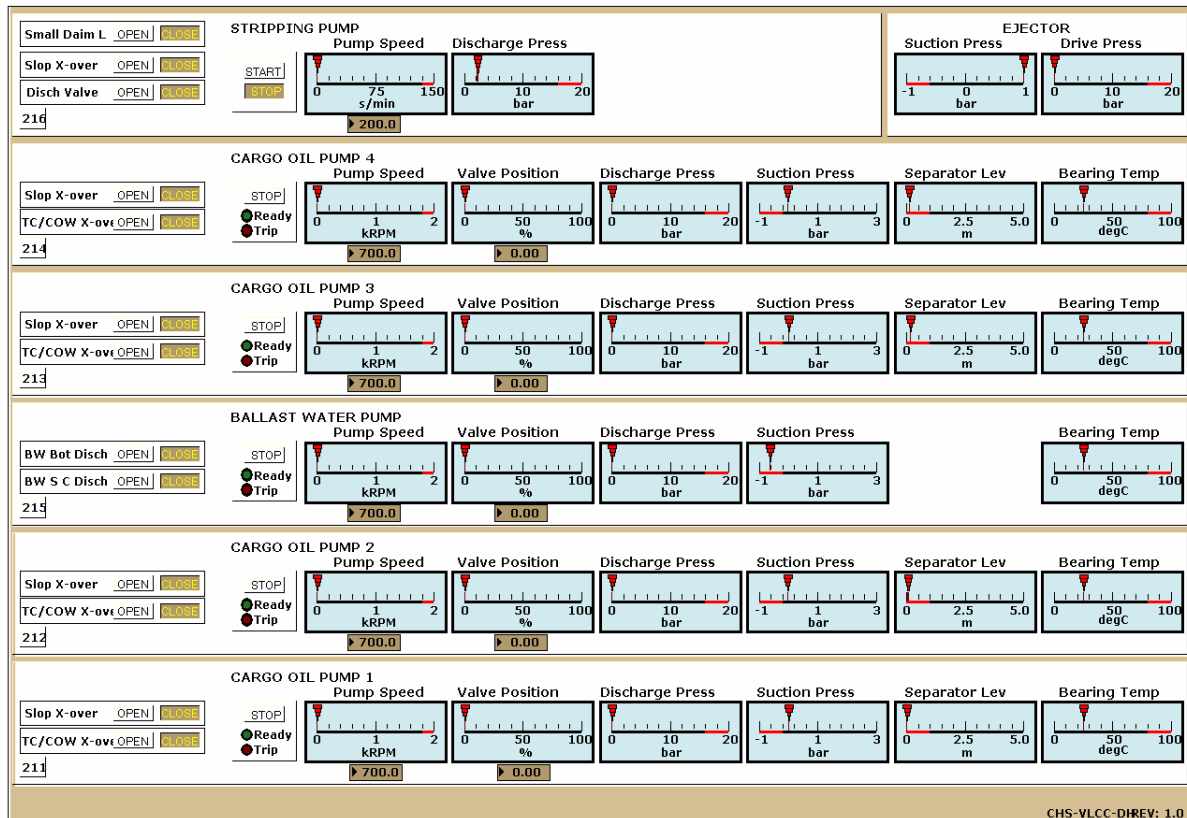 STRIPPING PUMP
EJECTOR
Small Daim L OPEN CLOSE
Pump Speed Discharge Press Suction Press Drive Press
Slop X-over OPEN CLOSE
START
Disch Valve OPEN CLOSE
STOP
0 75 150 0 10 20 -1 0 1 0 10 20
s/min bar bar bar
216
200.0
CARGO OIL PUMP 4
Pump Speed Valve Position Discharge Press Suction Press Separator Lev Bearing Temp
Slop X-over OPEN CLOSE STOP
TC/COW X-ove OPEN CLOSE
Ready
Trip
0 1 2 0 50 100 0 10 20 -1 1 3 0 2.5 5.0 0 50 100
kRPM % bar bar m degC
214
700.0 0.00
CARGO OIL PUMP 3
Pump Speed Valve Position Discharge Press Suction Press Separator Lev Bearing Temp
Slop X-over OPEN CLOSE STOP
TC/COW X-ove OPEN CLOSE
Ready
Trip
0 1 2 0 50 100 0 10 20 -1 1 3 0 2.5 5.0 0 50 100
kRPM % bar bar m degC
213
700.0 0.00
BALLAST WATER PUMP
Pump Speed Valve Position Discharge Press Suction Press Bearing Temp
BW Bot Disch OPEN CLOSE STOP
BW S C Disch OPEN CLOSE
Ready
Trip
0 1 2 0 50 100 0 10 20 -1 1 3 0 50 100
kRPM % bar bar degC
215
700.0 0.00
CARGO OIL PUMP 2
Pump Speed Valve Position Discharge Press Suction Press Separator Lev Bearing Temp
Slop X-over OPEN CLOSE STOP
TC/COW X-ove OPEN CLOSE
Ready
Trip
0 1 2 0 50 100 0 10 20 -1 1 3 0 2.5 5.0 0 50 100
kRPM % bar bar m degC
212
700.0 0.00
CARGO OIL PUMP 1
Pump Speed Valve Position Discharge Press Suction Press Separator Lev Bearing Temp
Slop X-over OPEN CLOSE STOP
TC/COW X-ove OPEN CLOSE
Ready
Trip
0 1 2 0 50 100 0 10 20 -1 1 3 0 2.5 5.0 0 50 100
kRPM % bar bar m degC
211
700.0 0.00
CHS-VLCC-DHREV: 1.0